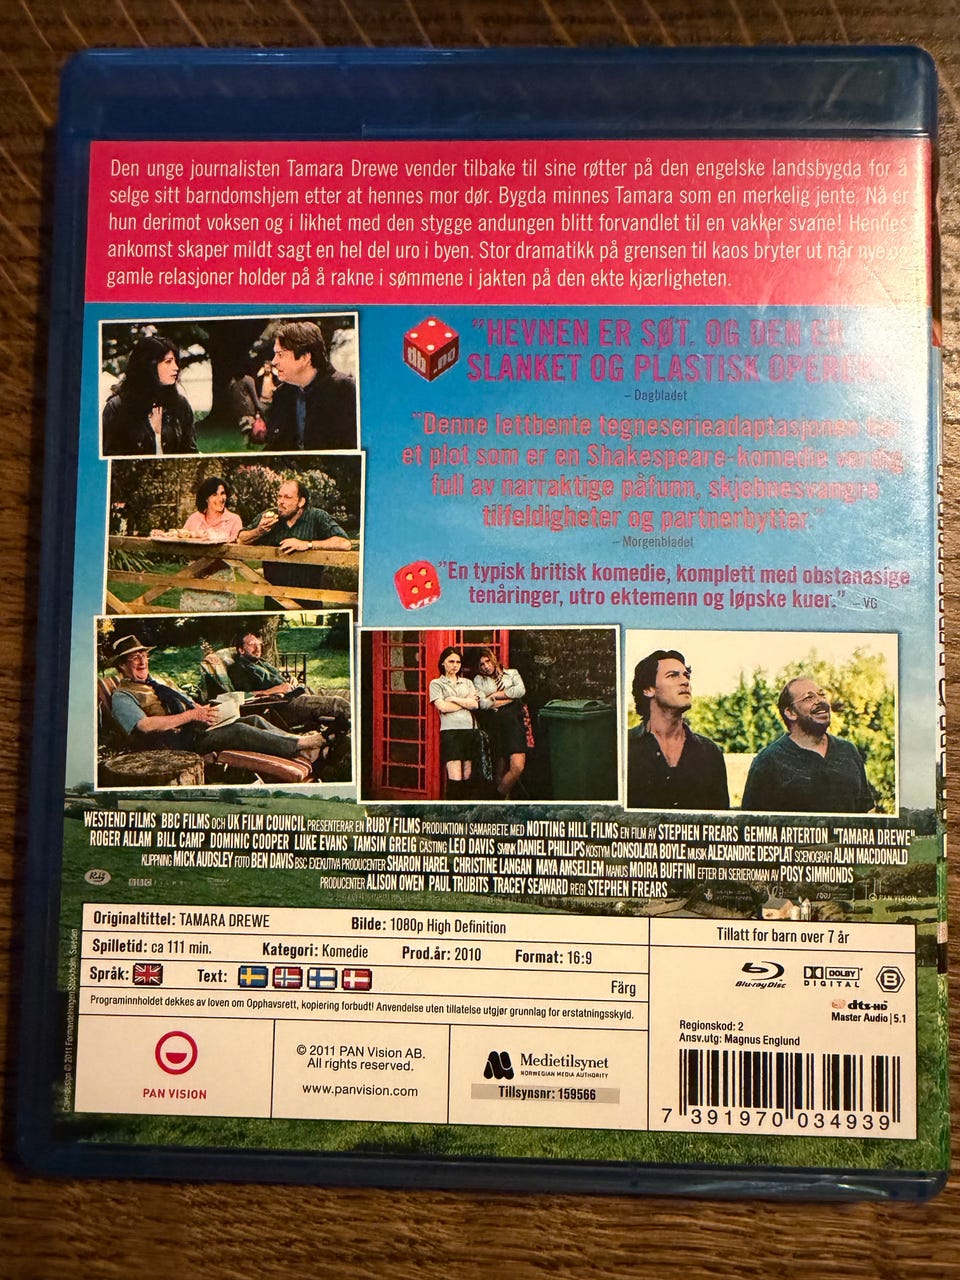 Den unge journalisten Tamara Drewe vender tilbake til sine røtter på den engelske landsbygda for å
selge sitt barndomshjem etter at hennes mor dør. Bygda minnes Tamara som en merkelig jente. Nå er
hun derimot voksen og i likhet med den stygge andungen blitt forvandlet til en vakker svane! Hennes
ankomst skaper mildt sagt en hel del uro i byen. Stor dramatikk på grensen til kaos bryter ut når nye og
gamle relasjoner holder på å rakne i sømmene i jakten på den ekte kjærligheten.
db.no
"HEVNEN ER SØT. OG DEN ER
SLANKET OG PLASTISK OPERERT"
– Dagbladet
"Denne lettbente tegneserieadaptasjonen har
et plot som er en Shakespeare-komedie verdig
full av narraktige påfunn, skjebnesvangre
tilfeldigheter og partnerbytter."
– Morgenbladet
"En typisk britisk komedie, komplett med obstanasige
tenåringer, utro ektemenn og løpske kuer." – VG
VG
WESTEND FILMS BBC FILMS OCH UK FILM COUNCIL PRESENTERAR EN RUBY FILMS PRODUKTION I SAMARBETE MED NOTTING HILL FILMS EN FILM AV STEPHEN FREARS GEMMA ARTERTON "TAMARA DREWE"
ROGER ALLAM BILL CAMP DOMINIC COOPER LUKE EVANS TAMSIN GREIG CASTING LEO DAVIS SMINK DANIEL PHILLIPS KOSTYM CONSOLATA BOYLE MUSIK ALEXANDRE DESPLAT SCENOGRAFI ALAN MACDONALD
KLIPPNING MICK AUDSLEY FOTO BEN DAVIS BSC EXEKUTIVA PRODUCENTER SHARON HAREL CHRISTINE LANGAN MAYA AMSELLEM MANUS MOIRA BUFFINI EFTER EN SERIEROMAN AV POSY SIMMONDS
PRODUCENTER ALISON OWEN PAUL TRIJBITS TRACEY SEAWARD REGI STEPHEN FREARS
BBC FILMS
PAN VISION
Originaltittel: TAMARA DREWE Bilde: 1080p High Definition
Spilletid: ca 111 min. Kategori: Komedie Prod.år: 2010 Format: 16:9
Språk: Text: Färg
Programinnholdet dekkes av loven om Opphavsrett, kopiering forbudt! Anvendelse uten tillatelse utgjør grunnlag for erstatningsskyld.
Tillatt for barn over 7 år
Blu-ray Disc
DOLBY DIGITAL
B
dts-HD
Master Audio | 5.1
Regionskod: 2
Ansv.utg: Magnus Englund
7 391970 034939
PAN VISION
© 2011 PAN Vision AB.
All rights reserved.
www.panvision.com
Medietilsynet
NORWEGIAN MEDIA AUTHORITY
Tillsynsnr: 159566